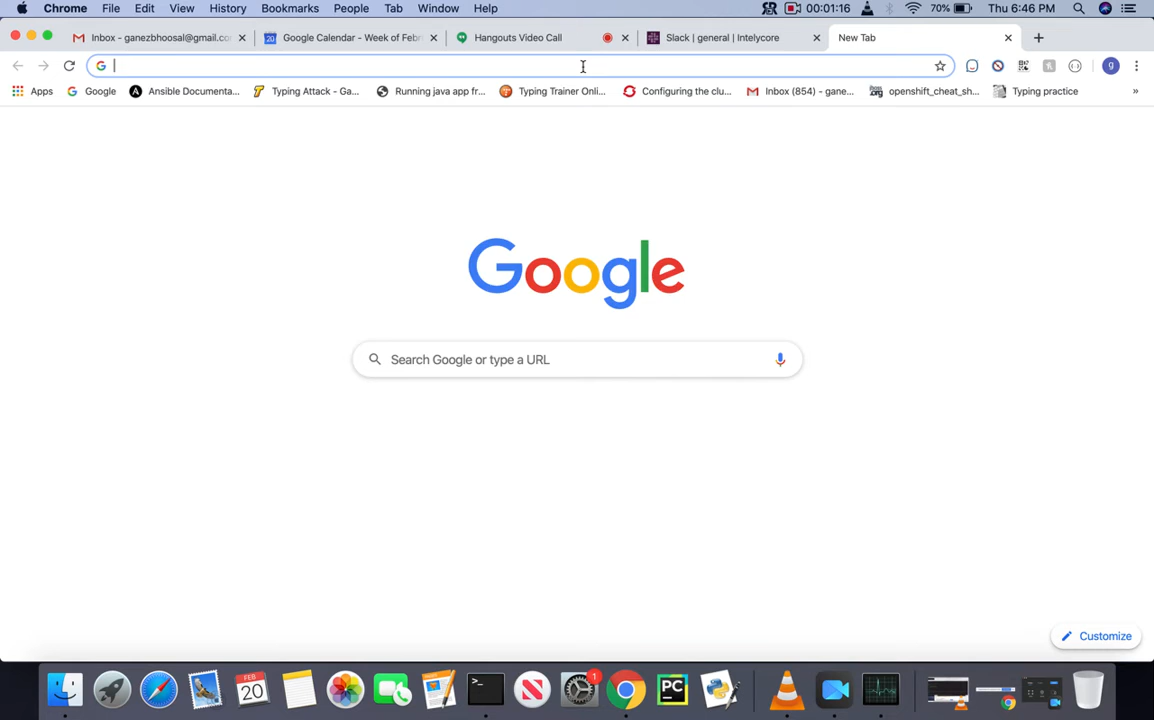 Chrome File Edit View History Bookmarks People Tab Window Help 00:01:16 70% Thu 6:46 PM
Inbox - ganezbhoosal@gmail.co Google Calendar - Week of Febr Hangouts Video Call Slack | general | Intelycore New Tab
G g
Apps Google Ansible Documenta... Typing Attack - Ga... Running java app fr... Typing Trainer Onli... Configuring the clu... Inbox (854) - gane... openshift_cheat_sh... Typing practice »
Google
Search Google or type a URL
Customize
FEB
20
1
PC